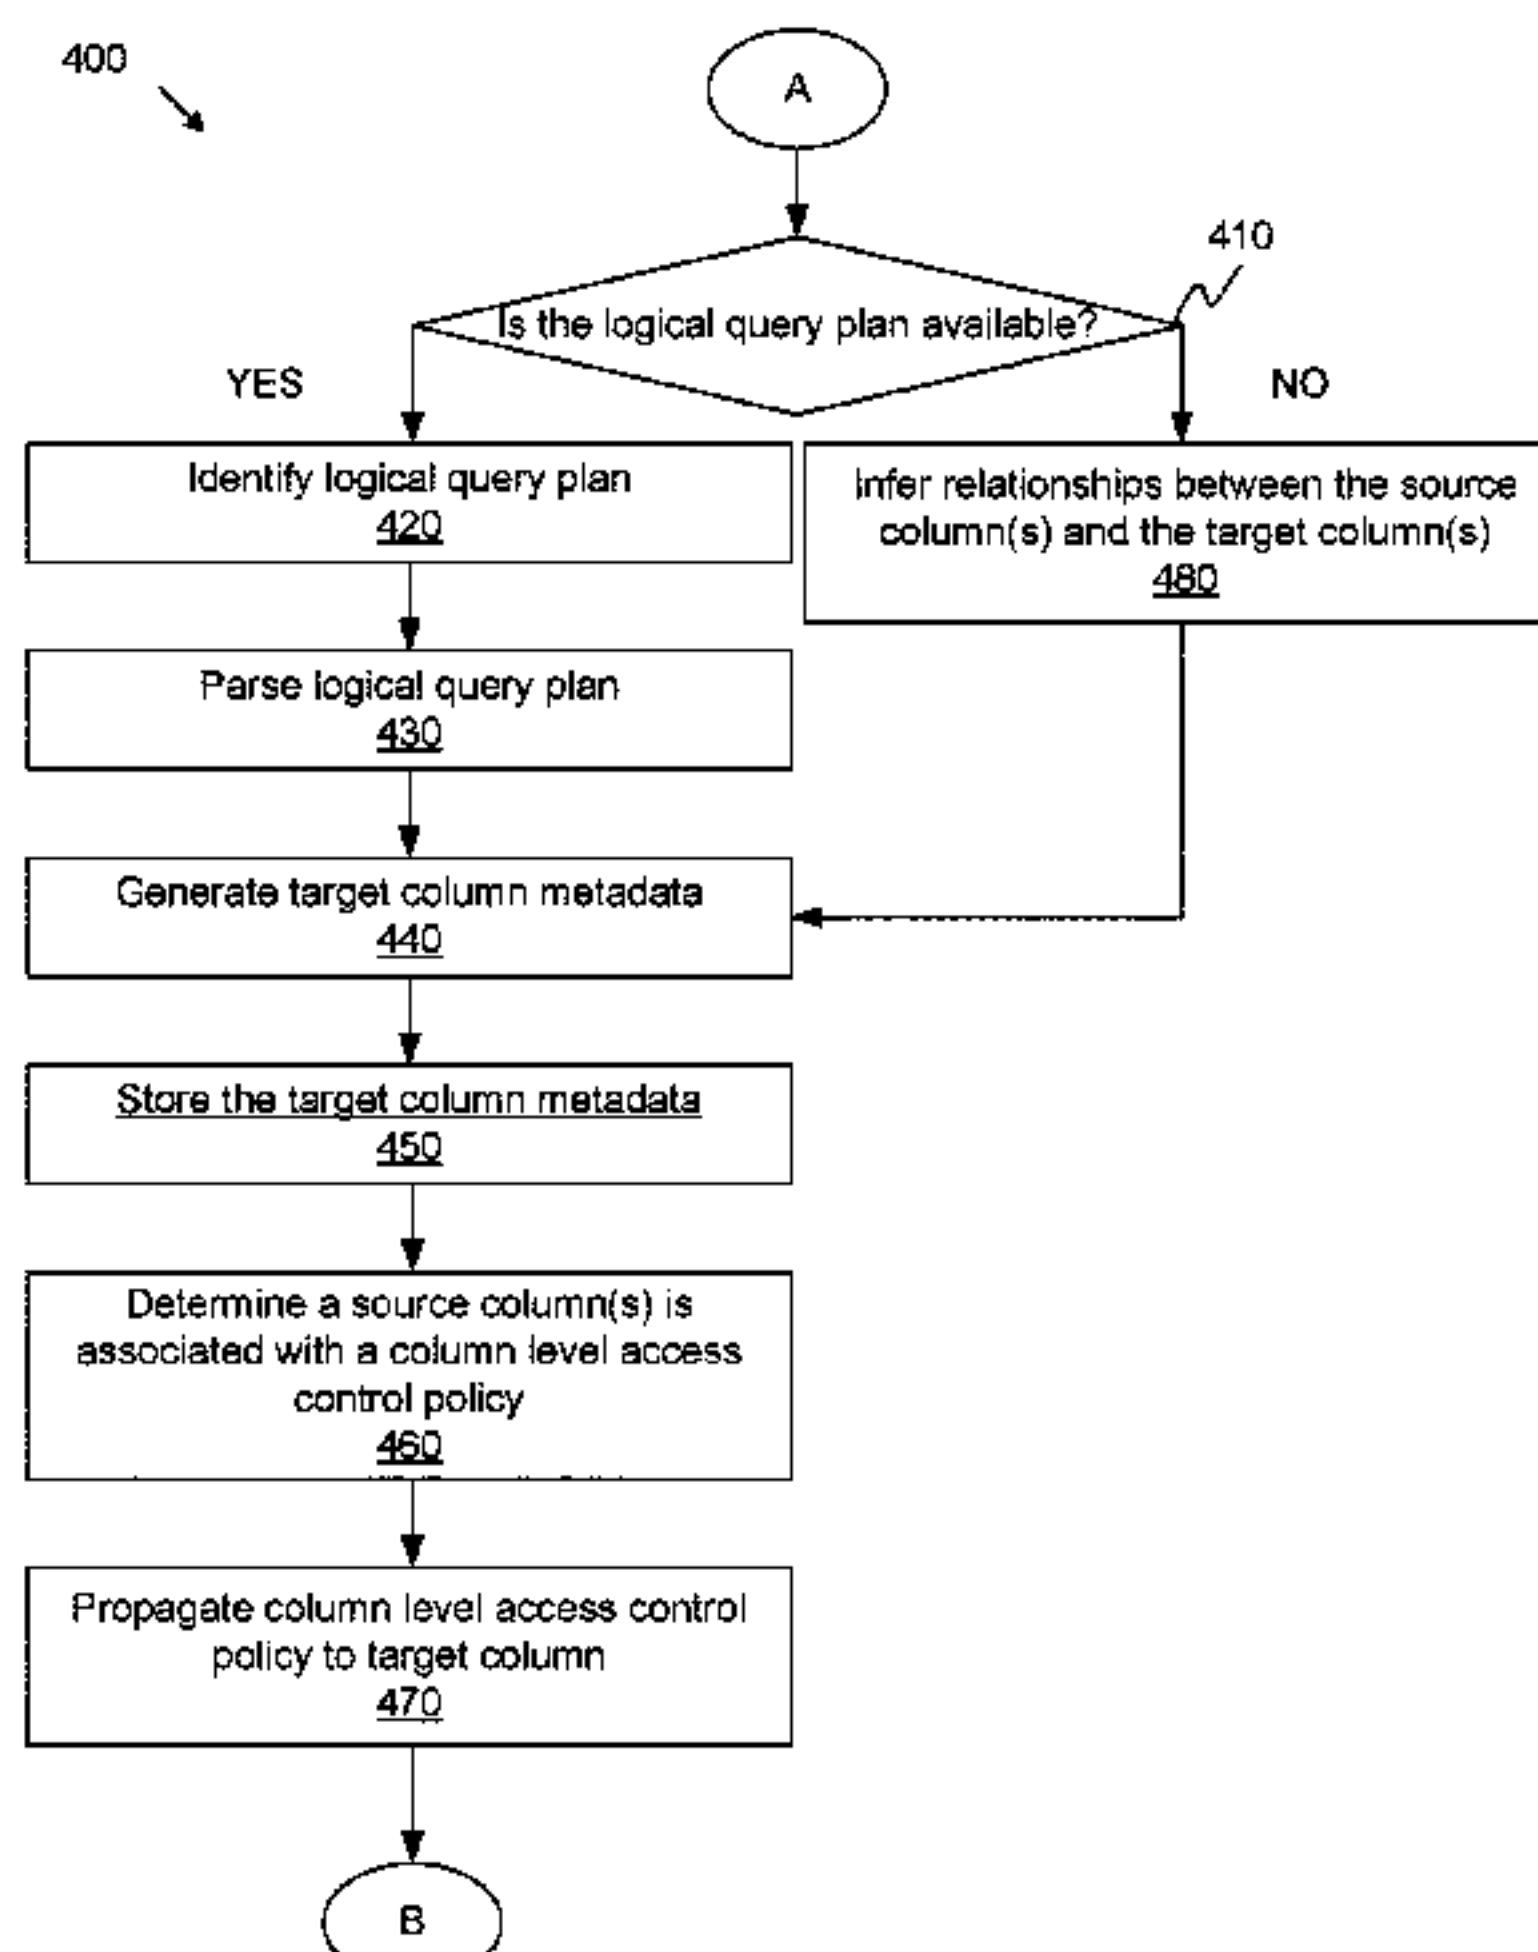 400
A
410
Is the logical query plan available?
YES
NO
Identify logical query plan
420
Infer relationships between the source
column(s) and the target column(s)
480
Parse logical query plan
430
Generate target column metadata
440
Store the target column metadata
450
Determine a source column(s) is
associated with a column level access
control policy
460
Propagate column level access control
policy to target column
470
B